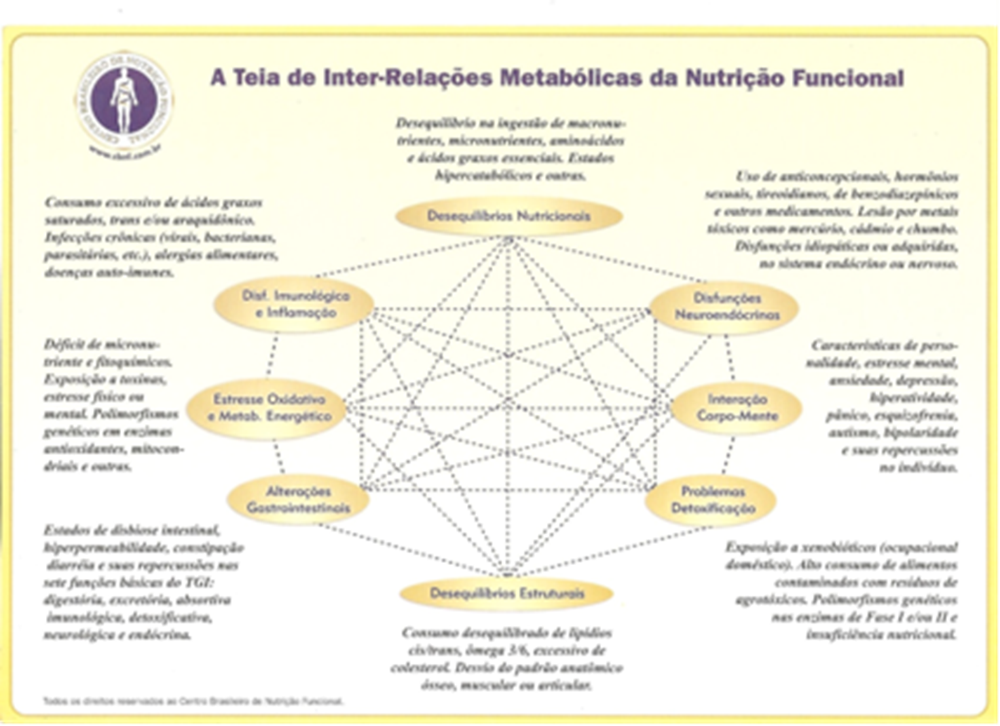 CENTRO BRASILEIRO DE NUTRIÇÃO FUNCIONAL
A Teia de Inter-Relações Metabólicas da Nutrição Funcional
Desequilíbrio na ingestão de macronu-
trientes, micronutrientes, aminoácidos
e ácidos graxos essenciais. Estados
hipercatabólicos e outras.
Desequilíbrios Nutricionais
Uso de anticoncepcionais, hormônios
sexuais, tireoidianos, de benzodiazepínicos
e outros medicamentos. Lesão por metais
tóxicos como mercúrio, cádmio e chumbo.
Disfunções idiopáticas ou adquiridas,
no sistema endócrino ou nervoso.
Disfunções
Neuroendócrinas
Consumo excessivo de ácidos graxos
saturados, trans e/ou araquidônico.
Infecções crônicas (virais, bacterianas,
parasitárias, etc.), alergias alimentares,
doenças auto-imunes.
Disf. Imunológica
e Inflamação
Déficit de micronu-
triente e fitoquímicos.
Exposição a toxinas,
estresse físico ou
mental. Polimorfismos
genéticos em enzimas
antioxidantes, mitocon-
driais e outras.
Estresse Oxidativo
e Metab. Energético
Características de perso-
nalidade, estresse mental,
ansiedade, depressão,
hiperatividade,
pânico, esquizofrenia,
autismo, bipolaridade
e suas repercussões
no indivíduo.
Interação
Corpo-Mente
Alterações
Gastrointestinais
Estados de disbiose intestinal,
hiperpermeabilidade, constipação
diarréia e suas repercussões nas
sete funções básicas do TGI:
digestória, excretória, absortiva
imunológica, detoxificativa,
neurológica e endócrina.
Problemas
Detoxificação
Exposição a xenobióticos (ocupacional
doméstico). Alto consumo de alimentos
contaminados com resíduos de
agrotóxicos. Polimorfismos genéticos
nas enzimas de Fase I e/ou II e
insuficiência nutricional.
Desequilíbrios Estruturais
Consumo desequilibrado de lipídios
cis/trans, ômega 3/6, excessivo de
colesterol. Desvio do padrão anatômico
ósseo, muscular ou articular.
Todos os direitos reservados ao Centro Brasileiro de Nutrição Funcional.